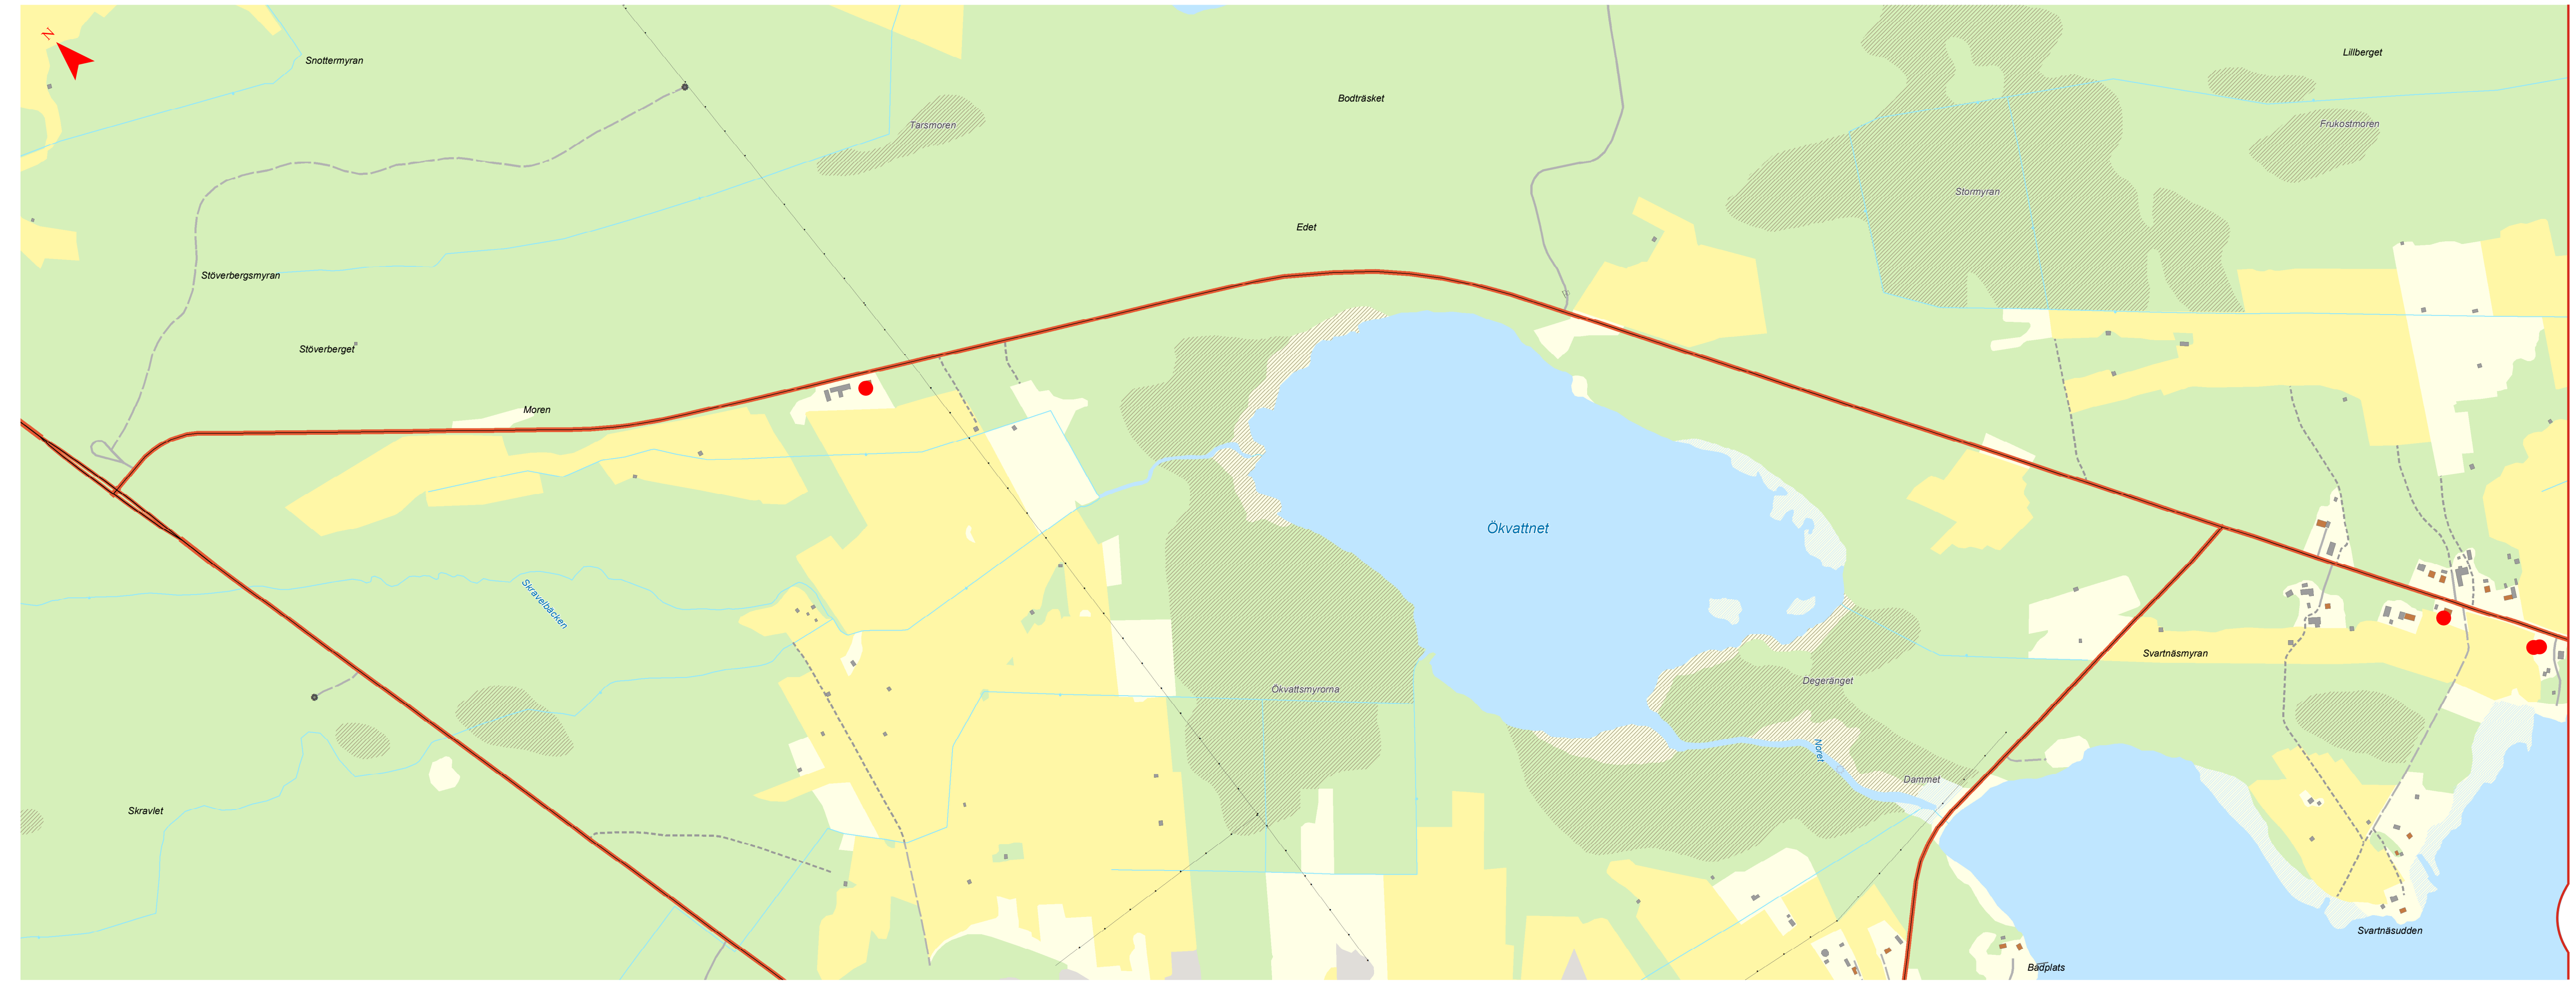 N
Snottermyran
Lillberget
Bodträsket
Tarsmoren
Frukostmoren
Stormyran
Edet
Stöverbergsmyran
Stöverberget
Moren
Ökvattnet
Skravelbäcken
Svartnäsmyran
Degeränget
Ökvattsmyrorna
Noret
Dammet
Skravlet
Svartnäsudden
Badplats